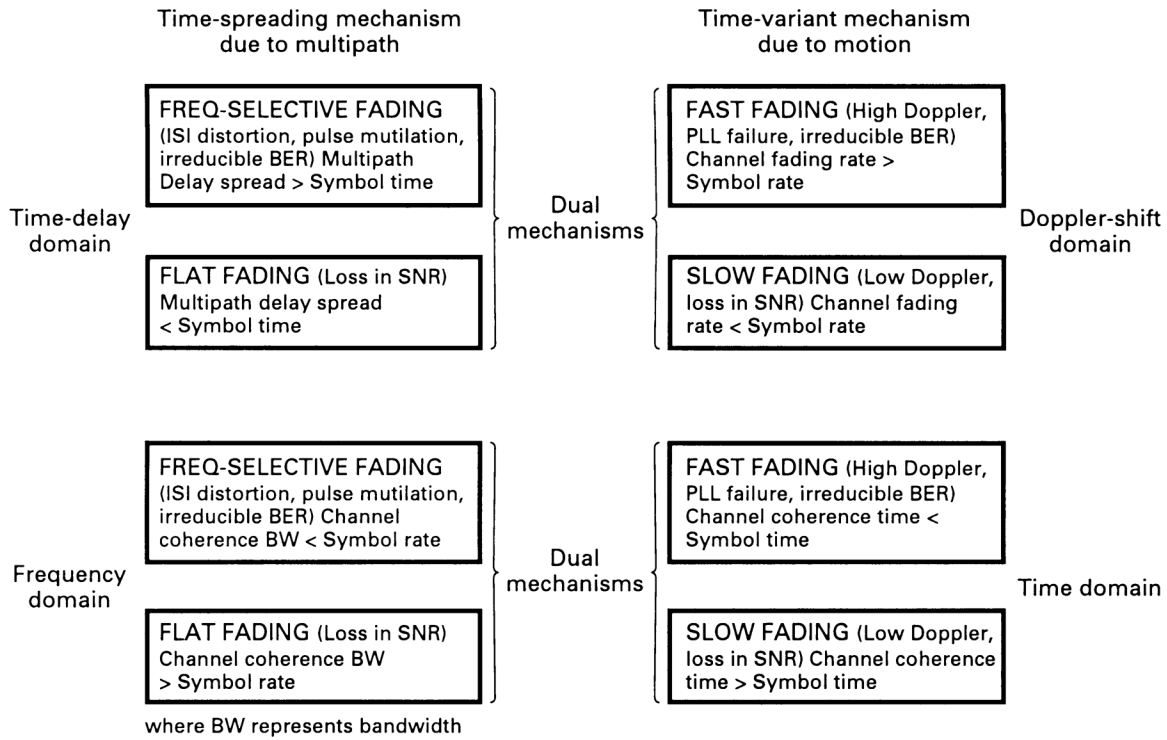 Time-spreading mechanism
due to multipath
Time-variant mechanism
due to motion
FREQ-SELECTIVE FADING
(ISI distortion, pulse mutilation,
irreducible BER) Multipath
Delay spread > Symbol time
FAST FADING (High Doppler,
PLL failure, irreducible BER)
Channel fading rate >
Symbol rate
Time-delay
domain
Dual
mechanisms
Doppler-shift
domain
FLAT FADING (Loss in SNR)
Multipath delay spread
< Symbol time
SLOW FADING (Low Doppler,
loss in SNR) Channel fading
rate < Symbol rate
FREQ-SELECTIVE FADING
(ISI distortion, pulse mutilation,
irreducible BER) Channel
coherence BW < Symbol rate
FAST FADING (High Doppler,
PLL failure, irreducible BER)
Channel coherence time <
Symbol time
Frequency
domain
Dual
mechanisms
Time domain
FLAT FADING (Loss in SNR)
Channel coherence BW
> Symbol rate
SLOW FADING (Low Doppler,
loss in SNR) Channel coherence
time > Symbol time
where BW represents bandwidth